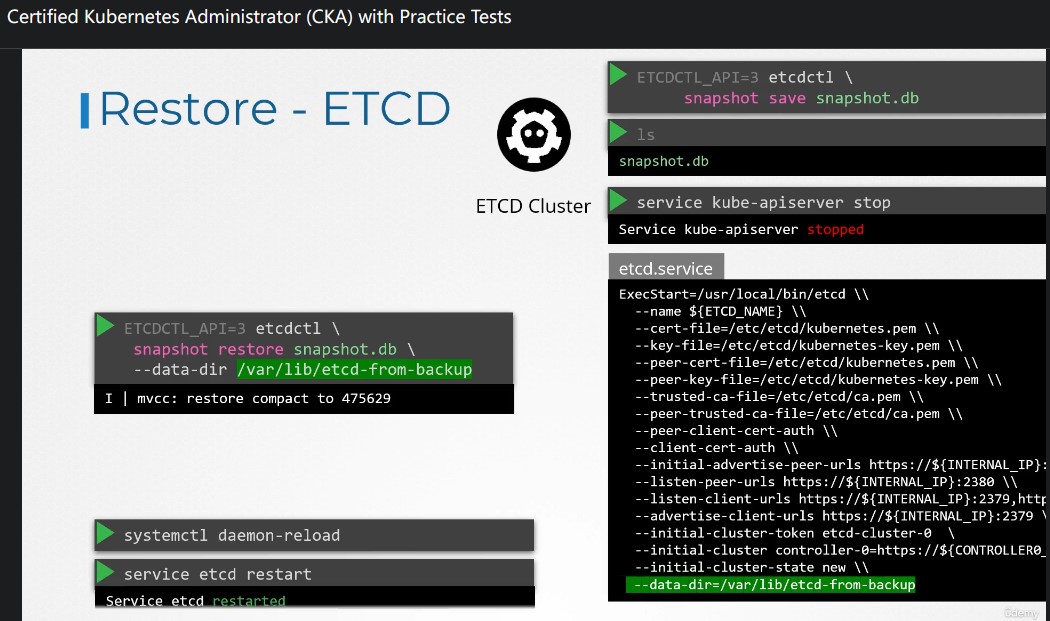 Certified Kubernetes Administrator (CKA) with Practice Tests
Restore - ETCD
ETCD Cluster
ETCDCTL_API=3 etcdctl \
snapshot save snapshot.db
ls
snapshot.db
service kube-apiserver stop
Service kube-apiserver stopped
etcd.service
ExecStart=/usr/local/bin/etcd \\
--name ${ETCD_NAME} \\
--cert-file=/etc/etcd/kubernetes.pem \\
--key-file=/etc/etcd/kubernetes-key.pem \\
--peer-cert-file=/etc/etcd/kubernetes.pem \\
--peer-key-file=/etc/etcd/kubernetes-key.pem \\
--trusted-ca-file=/etc/etcd/ca.pem \\
--peer-trusted-ca-file=/etc/etcd/ca.pem \\
--peer-client-cert-auth \\
--client-cert-auth \\
--initial-advertise-peer-urls https://${INTERNAL_IP}:
--listen-peer-urls https://${INTERNAL_IP}:2380 \\
--listen-client-urls https://${INTERNAL_IP}:2379,http
--advertise-client-urls https://${INTERNAL_IP}:2379 \
--initial-cluster-token etcd-cluster-0 \
--initial-cluster controller-0=https://${CONTROLLER0_
--initial-cluster-state new \\
--data-dir=/var/lib/etcd-from-backup
ETCDCTL_API=3 etcdctl \
snapshot restore snapshot.db \
--data-dir /var/lib/etcd-from-backup
I | mvcc: restore compact to 475629
systemctl daemon-reload
service etcd restart
Service etcd restarted
ûdemy